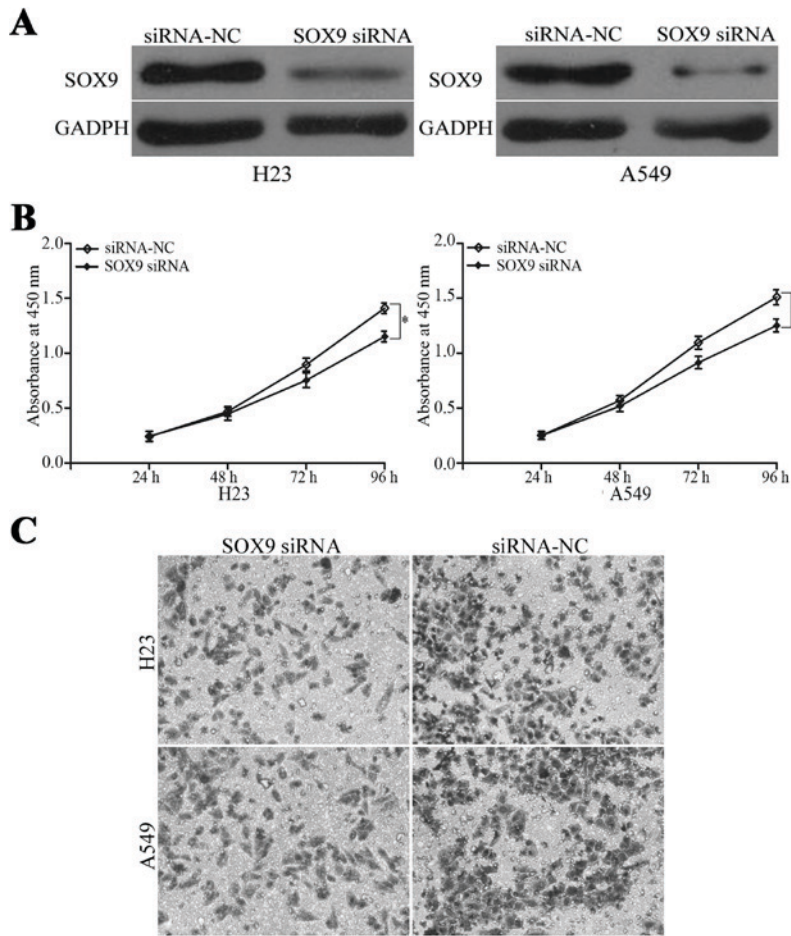 A
siRNA-NC SOX9 siRNA siRNA-NC SOX9 siRNA
SOX9 SOX9
GADPH GADPH
H23 A549
B
2.0
1.5
1.0
0.5
0.0
Absorbance at 450 nm
siRNA-NC
SOX9 siRNA
*
24 h 48 h 72 h 96 h
H23
2.0
1.5
1.0
0.5
0.0
Absorbance at 450 nm
siRNA-NC
SOX9 siRNA
24 h 48 h 72 h 96 h
A549
C
SOX9 siRNA siRNA-NC
H23
A549